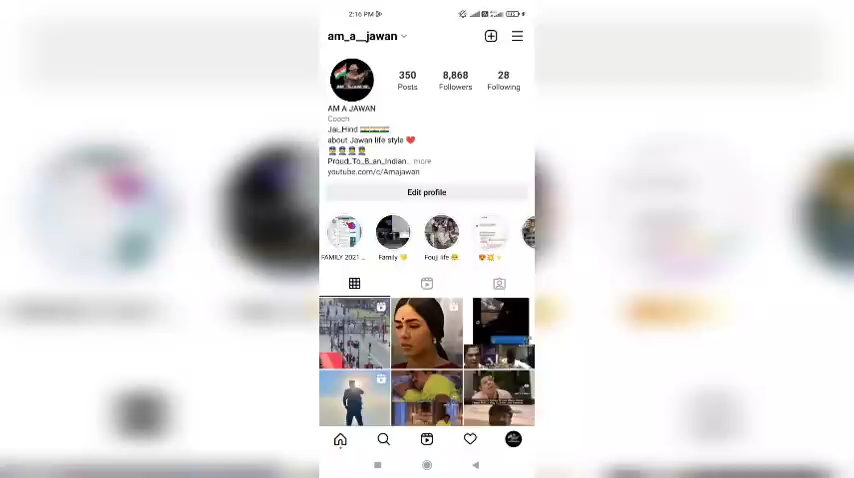 2:16 PM
am_a__jawan
350
8,868
28
Posts
Followers
Following
AM A JAWAN
Coach
Jai_Hind
about Jawan life style
Proud_To_B_an_Indian... more
youtube.com/c/Amajawan
Edit profile
FAMILY 2021 ...
Family
Fouji life